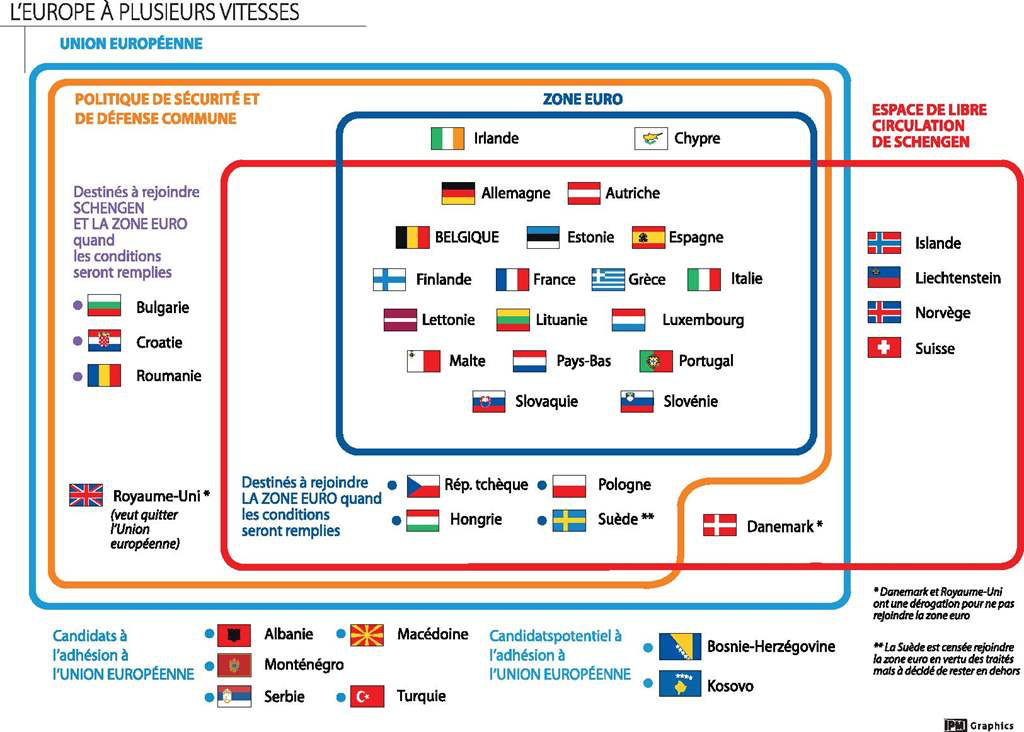 L'EUROPE À PLUSIEURS VITESSES
UNION EUROPÉENNE
POLITIQUE DE SÉCURITÉ ET
DE DÉFENSE COMMUNE
ZONE EURO
ESPACE DE LIBRE
CIRCULATION
DE SCHENGEN
Irlande
Chypre
Destinés à rejoindre
SCHENGEN
ET LA ZONE EURO
quand
les conditions
seront remplies
Bulgarie
Croatie
Roumanie
Allemagne
Autriche
BELGIQUE
Estonie
Espagne
Finlande
France
Grèce
Italie
Lettonie
Lituanie
Luxembourg
Malte
Pays-Bas
Portugal
Slovaquie
Slovénie
Islande
Liechtenstein
Norvège
Suisse
Royaume-Uni *
(veut quitter
l'Union
européenne)
Destinés à rejoindre
LA ZONE EURO quand
les conditions
seront remplies
Rép. tchèque
Pologne
Hongrie
Suède **
Danemark *
* Danemark et Royaume-Uni
ont une dérogation pour ne pas
rejoindre la zone euro
** La Suède est censée rejoindre
la zone euro en vertu des traités
mais à décidé de rester en dehors
Candidats à
l'adhésion à
l'UNION EUROPÉENNE
Albanie
Macédoine
Monténégro
Serbie
Turquie
Candidatspotentiel à
l'adhésion à
l'UNION EUROPÉENNE
Bosnie-Herzégovine
Kosovo
IPM Graphics